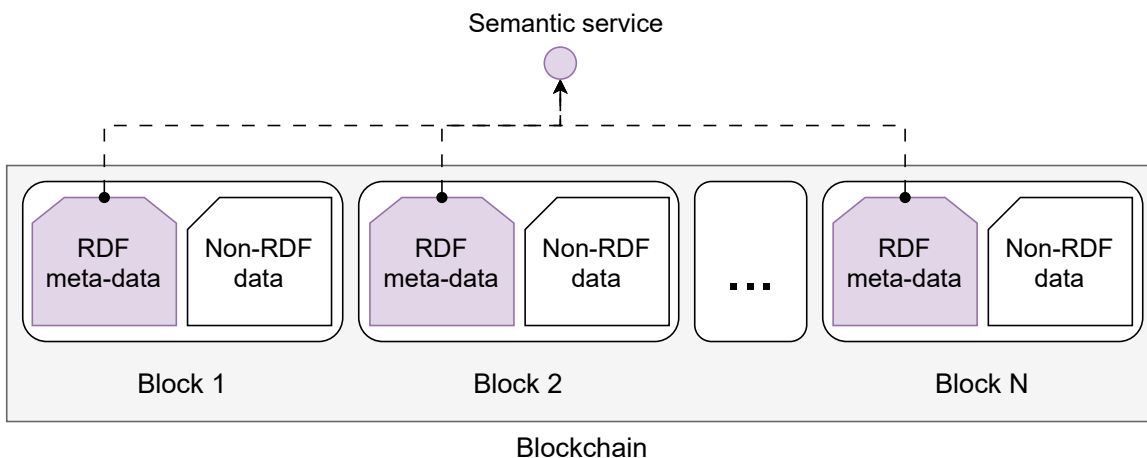 Semantic service
RDF
meta-data
Non-RDF
data
RDF
meta-data
Non-RDF
data
...
RDF
meta-data
Non-RDF
data
Block 1
Block 2
Block N
Blockchain